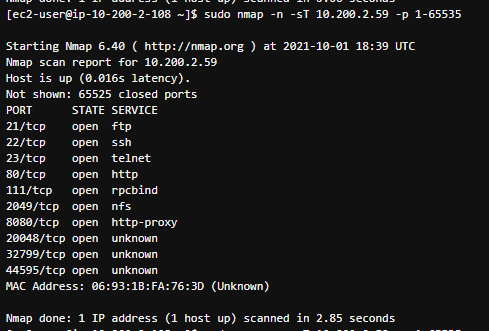 [ec2-user@ip-10-200-2-108 ~]$ sudo nmap -n -sT 10.200.2.59 -p 1-65535
Starting Nmap 6.40 ( http://nmap.org ) at 2021-10-01 18:39 UTC
Nmap scan report for 10.200.2.59
Host is up (0.016s latency).
Not shown: 65525 closed ports
PORT STATE SERVICE
21/tcp open ftp
22/tcp open ssh
23/tcp open telnet
80/tcp open http
111/tcp open rpcbind
2049/tcp open nfs
8080/tcp open http-proxy
20048/tcp open unknown
32799/tcp open unknown
44595/tcp open unknown
MAC Address: 06:93:1B:FA:76:3D (Unknown)
Nmap done: 1 IP address (1 host up) scanned in 2.85 seconds